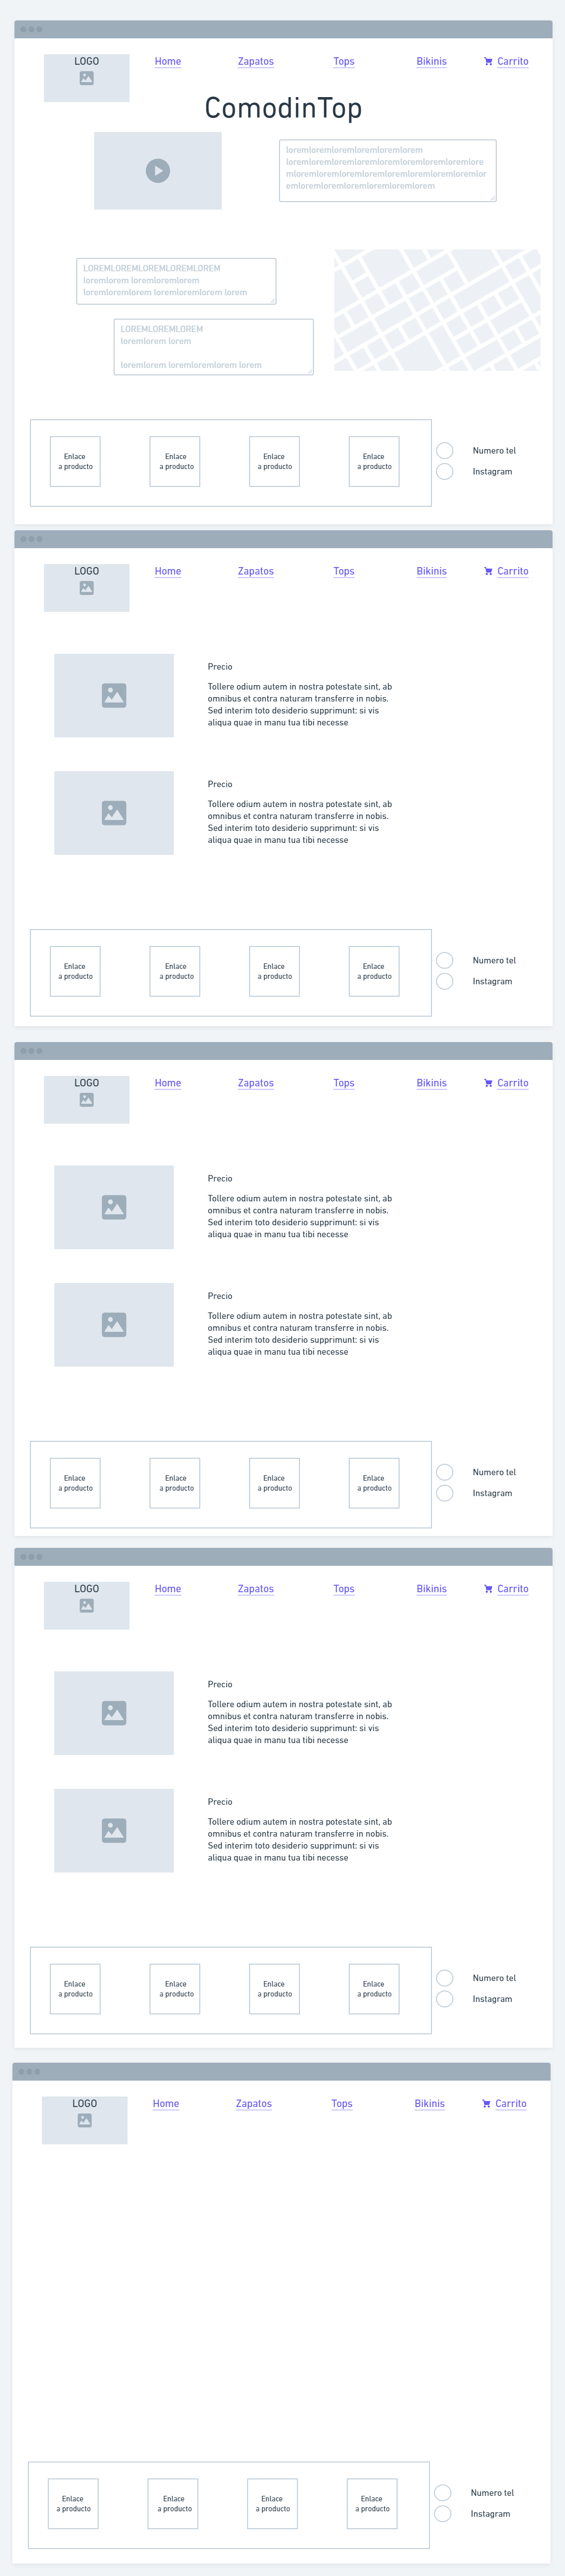 LOGO
Home
Zapatos
Tops
Bikinis
Carrito
ComodinTop
loremloremloremloremloremlorem
loremloremloremloremloremloremloremloremlore
mloremloremloremloremloremloremloremloremlor
emloremloremloremloremloremlorem
LOREMLOREMLOREMLOREMLOREM
loremlorem loremloremlorem
loremloremlorem loremloremlorem lorem
LOREMLOREMLOREM
loremlorem lorem
loremlorem loremloremlorem lorem
Enlace
a producto
Enlace
a producto
Enlace
a producto
Enlace
a producto
Numero tel
Instagram
LOGO
Home
Zapatos
Tops
Bikinis
Carrito
Precio
Tollere odium autem in nostra potestate sint, ab
omnibus et contra naturam transferre in nobis.
Sed interim toto desiderio supprimunt: si vis
aliqua quae in manu tua tibi necesse
Precio
Tollere odium autem in nostra potestate sint, ab
omnibus et contra naturam transferre in nobis.
Sed interim toto desiderio supprimunt: si vis
aliqua quae in manu tua tibi necesse
Enlace
a producto
Enlace
a producto
Enlace
a producto
Enlace
a producto
Numero tel
Instagram
LOGO
Home
Zapatos
Tops
Bikinis
Carrito
Precio
Tollere odium autem in nostra potestate sint, ab
omnibus et contra naturam transferre in nobis.
Sed interim toto desiderio supprimunt: si vis
aliqua quae in manu tua tibi necesse
Precio
Tollere odium autem in nostra potestate sint, ab
omnibus et contra naturam transferre in nobis.
Sed interim toto desiderio supprimunt: si vis
aliqua quae in manu tua tibi necesse
Enlace
a producto
Enlace
a producto
Enlace
a producto
Enlace
a producto
Numero tel
Instagram
LOGO
Home
Zapatos
Tops
Bikinis
Carrito
Precio
Tollere odium autem in nostra potestate sint, ab
omnibus et contra naturam transferre in nobis.
Sed interim toto desiderio supprimunt: si vis
aliqua quae in manu tua tibi necesse
Precio
Tollere odium autem in nostra potestate sint, ab
omnibus et contra naturam transferre in nobis.
Sed interim toto desiderio supprimunt: si vis
aliqua quae in manu tua tibi necesse
Enlace
a producto
Enlace
a producto
Enlace
a producto
Enlace
a producto
Numero tel
Instagram
LOGO
Home
Zapatos
Tops
Bikinis
Carrito
Enlace
a producto
Enlace
a producto
Enlace
a producto
Enlace
a producto
Numero tel
Instagram